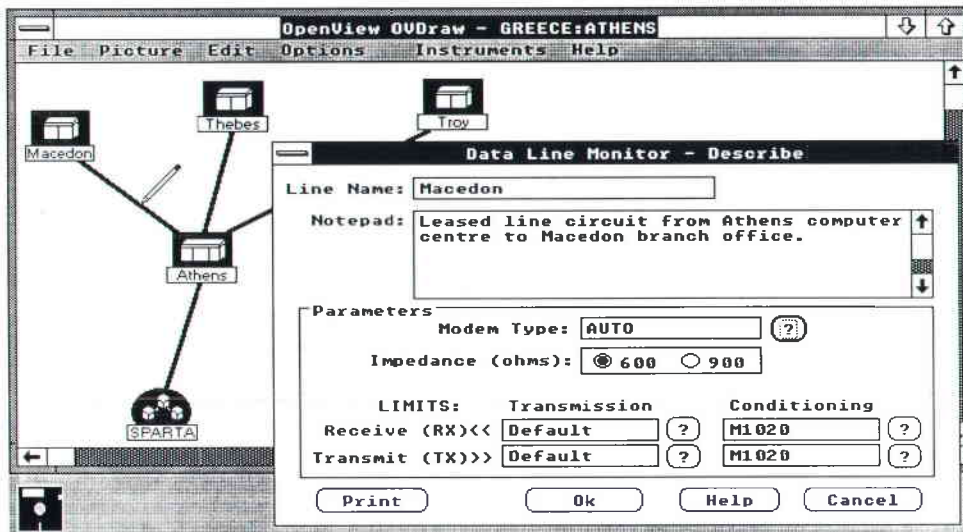 OpenView OVDraw - GREECE:ATHENS
File Picture Edit Options Instruments Help
Macedon
Thebes
Troy
Athens
SPARTA
Data Line Monitor - Describe
Line Name: Macedon
Notepad: Leased line circuit from Athens computer
centre to Macedon branch office.
Parameters
Modem Type: AUTO ?
Impedance (ohms): 600 900
LIMITS: Transmission Conditioning
Receive (RX)<< Default ? M1020 ?
Transmit (TX)>> Default ? M1020 ?
Print Ok Help Cancel